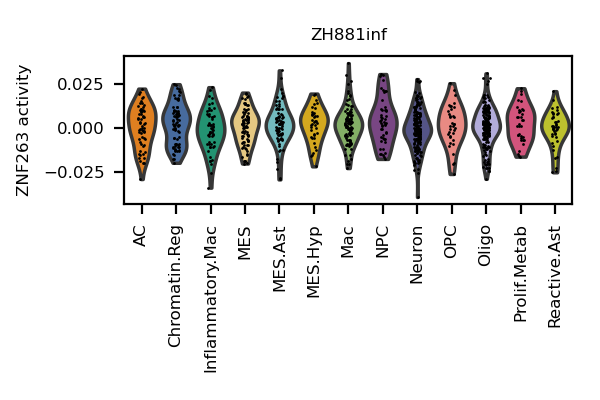 ZH881inf
ZNF263 activity
0.025
0.000
−0.025
AC
Chromatin.Reg
Inflammatory.Mac
MES
MES.Ast
MES.Hyp
Mac
NPC
Neuron
OPC
Oligo
Prolif.Metab
Reactive.Ast